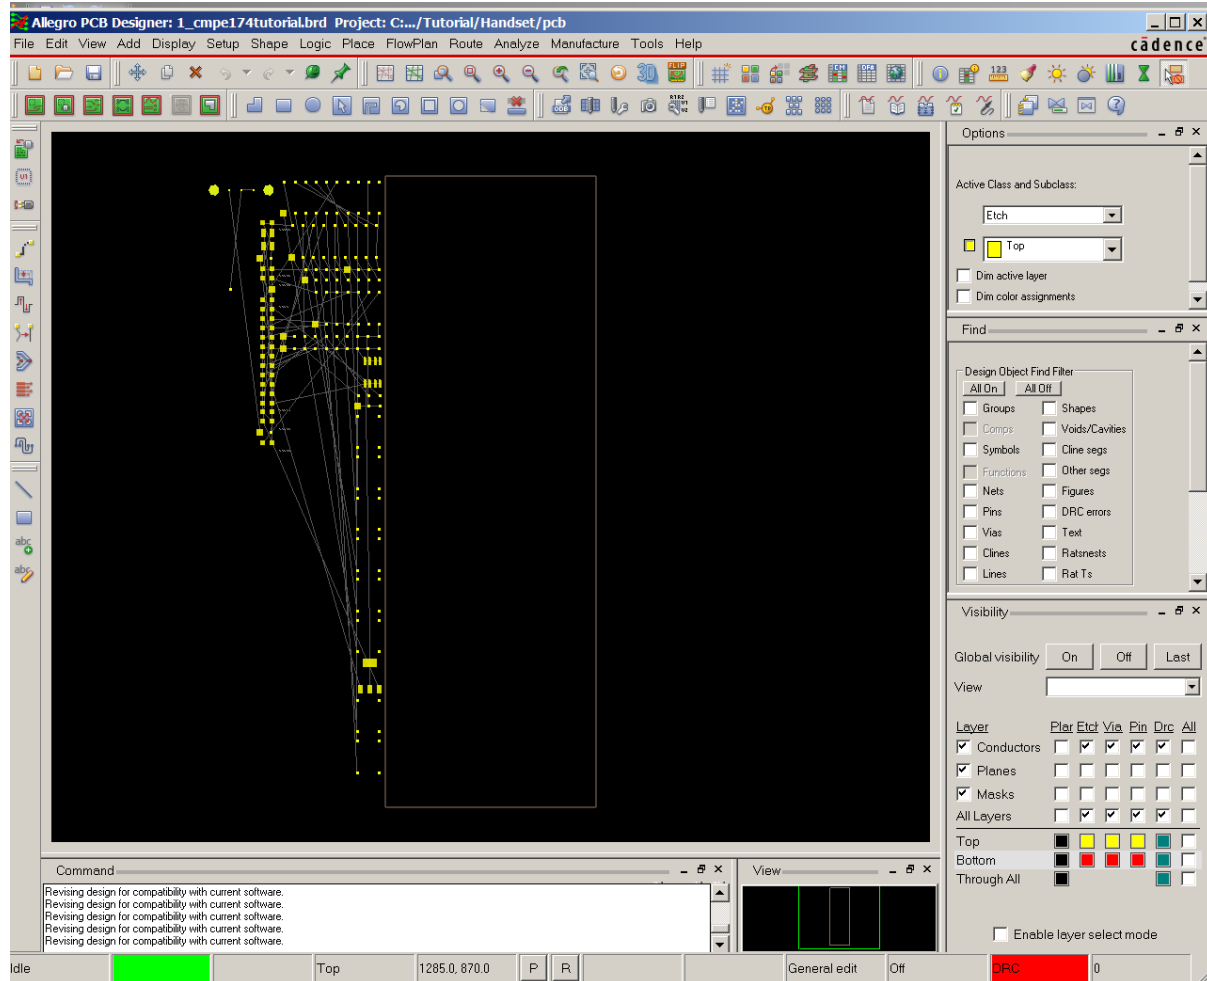 Allegro PCB Designer: 1_cmpe174tutorial.brd Project: C:.../Tutorial/Handset/pcb
File Edit View Add Display Setup Shape Logic Place FlowPlan Route Analyze Manufacture Tools Help
cādence
Options
Active Class and Subclass:
Etch
Top
Dim active layer
Dim color assignments
Find
Design Object Find Filter
All On All Off
Groups Shapes
Comps Voids/Cavities
Symbols Cline segs
Functions Other segs
Nets Figures
Pins DRC errors
Vias Text
Clines Ratsnests
Lines Rat Ts
Visibility
Global visibility On Off Last
View
Layer Plan Etch Via Pin Drc All
Conductors
Planes
Masks
All Layers
Top
Bottom
Through All
Enable layer select mode
Command
Revising design for compatibility with current software.
Revising design for compatibility with current software.
Revising design for compatibility with current software.
Revising design for compatibility with current software.
Revising design for compatibility with current software.
View
Idle Top 1285.0, 870.0 P R General edit Off DRC 0